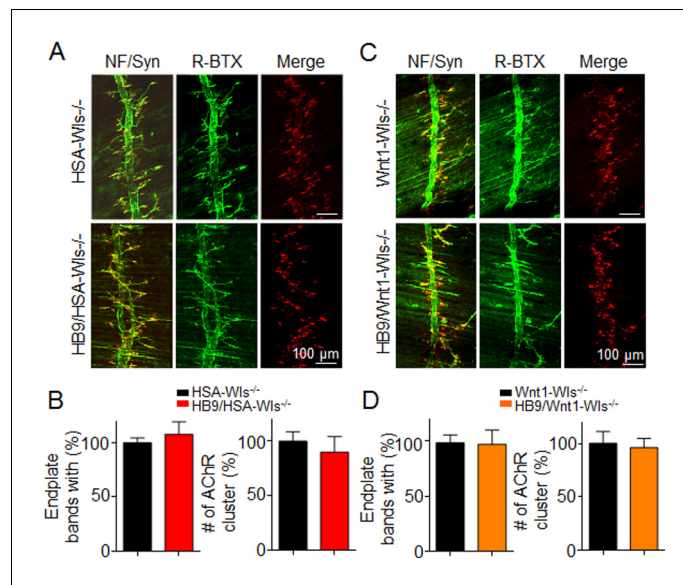 A
NF/Syn R-BTX Merge
HSA-Wls-/-
HB9/HSA-Wls-/-
100 µm
C
NF/Syn R-BTX Merge
Wnt1-Wls-/-
HB9/Wnt1-Wls-/-
100 µm
B
HSA-Wls-/-
HB9/HSA-Wls-/-
Endplate
bands with (%)
100
50
0
# of AChR
cluster (%)
100
50
0
D
Wnt1-Wls-/-
HB9/Wnt1-Wls-/-
Endplate
bands with (%)
100
50
0
# of AChR
cluster (%)
100
50
0